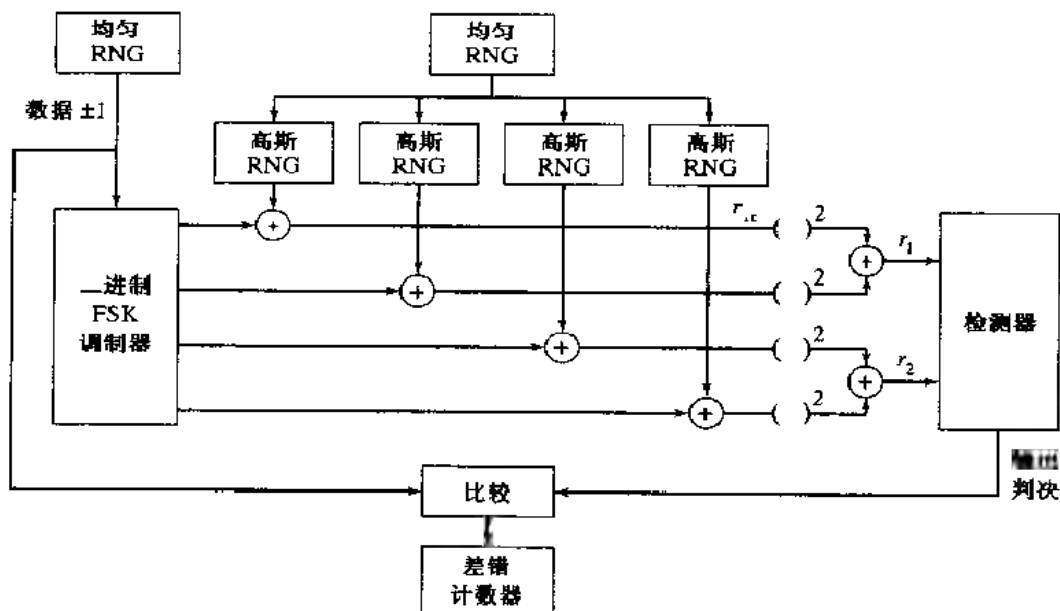 均匀
RNG
均匀
RNG
数据 ±1
高斯
RNG
高斯
RNG
高斯
RNG
高斯
RNG
( )²
r₁
二进制
FSK
调制器
( )²
检测器
( )²
r₂
( )²
判决
比较
差错
计数器